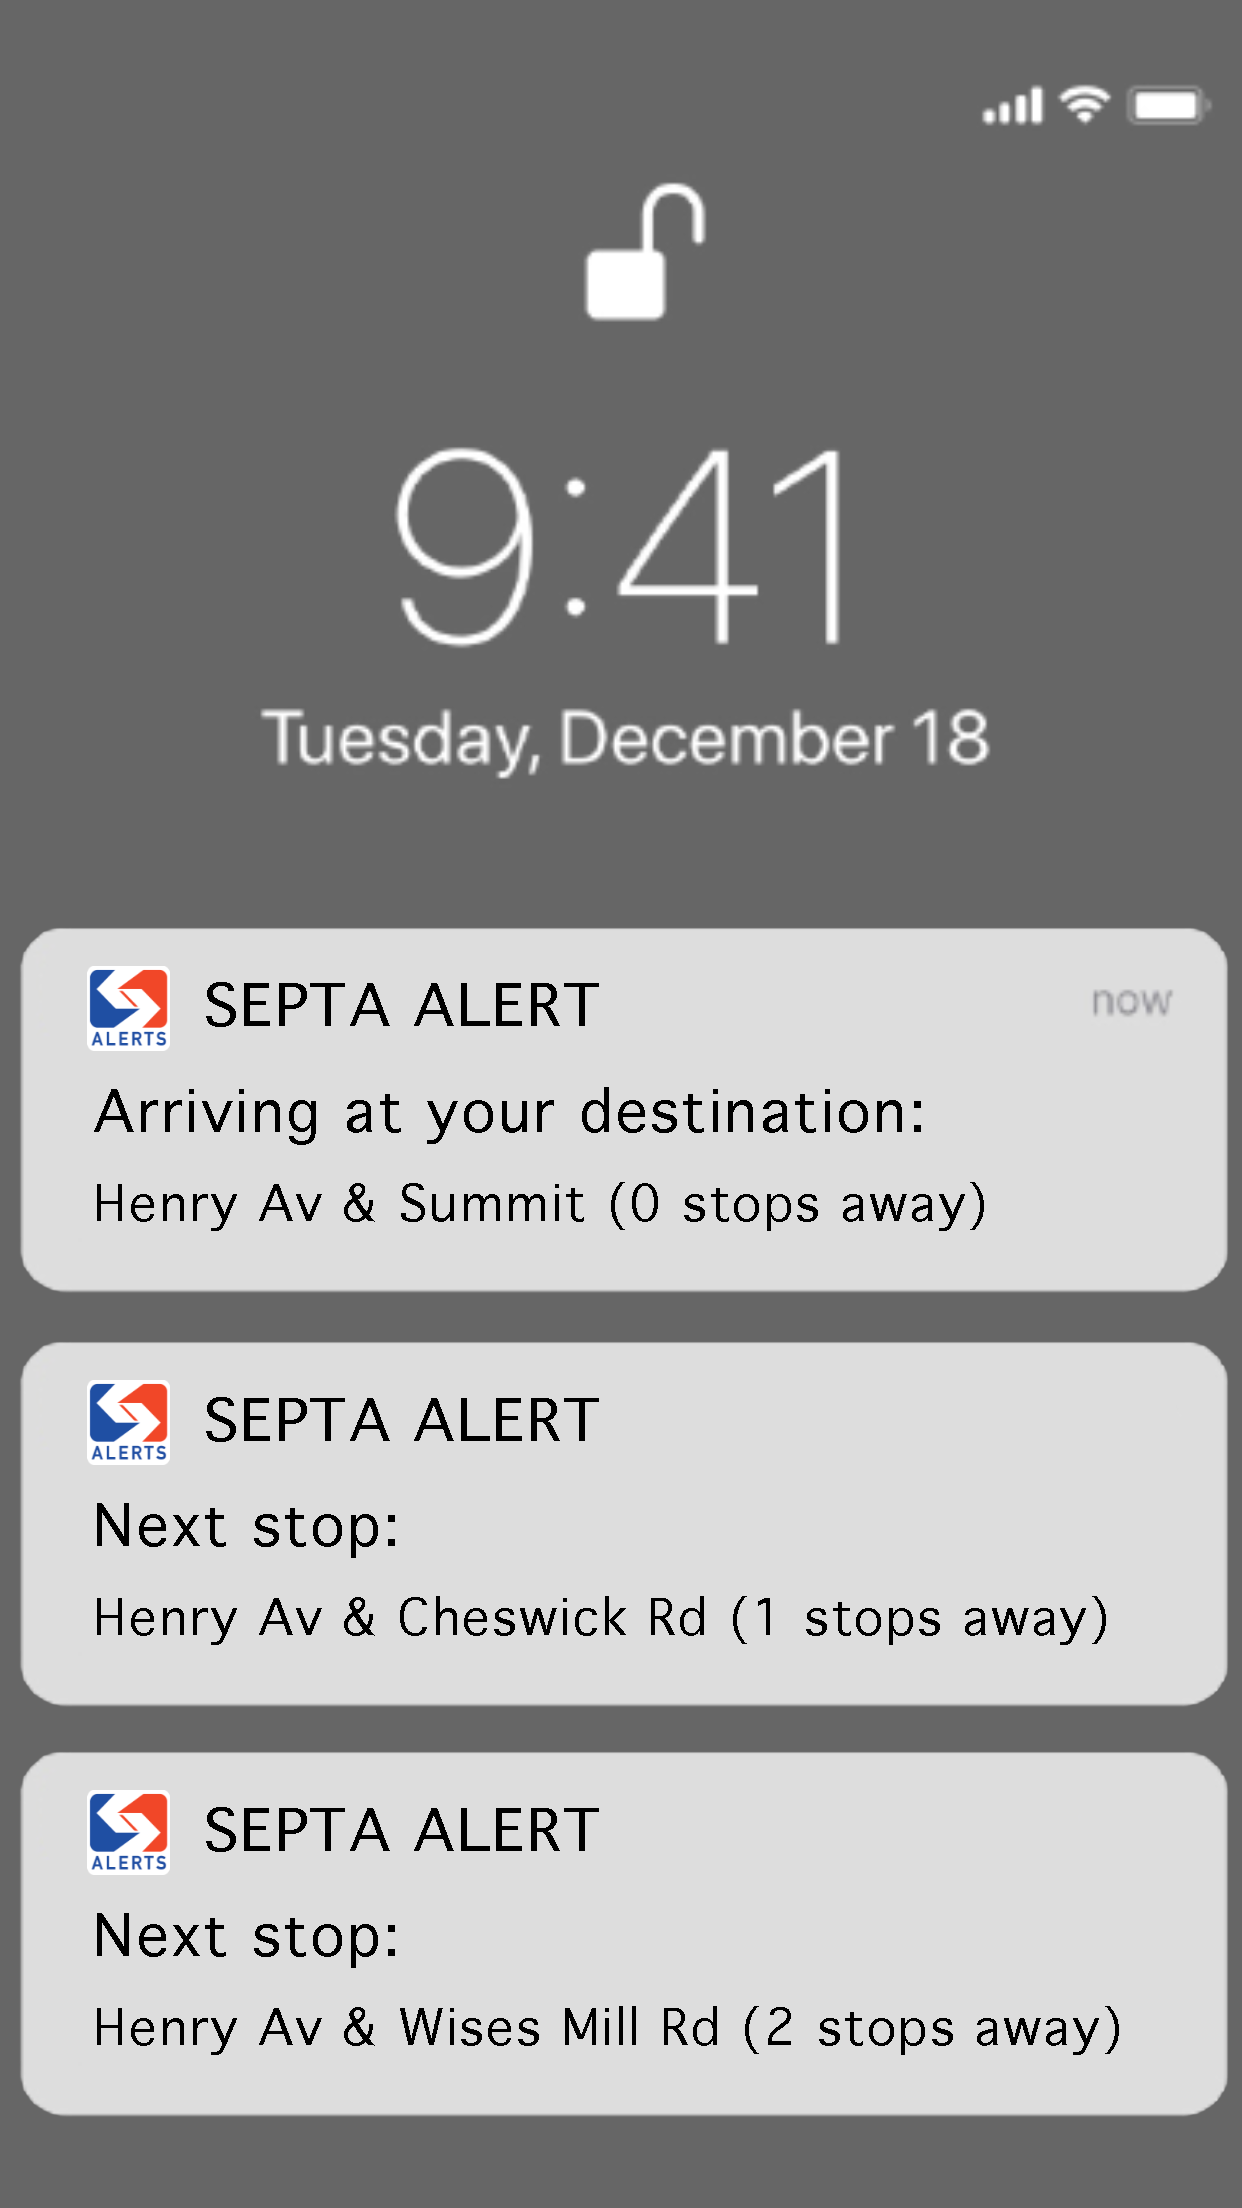 9:41
Tuesday, December 18
ALERTS
SEPTA ALERT
now
Arriving at your destination:
Henry Av & Summit (0 stops away)
ALERTS
SEPTA ALERT
Next stop:
Henry Av & Cheswick Rd (1 stops away)
ALERTS
SEPTA ALERT
Next stop:
Henry Av & Wises Mill Rd (2 stops away)